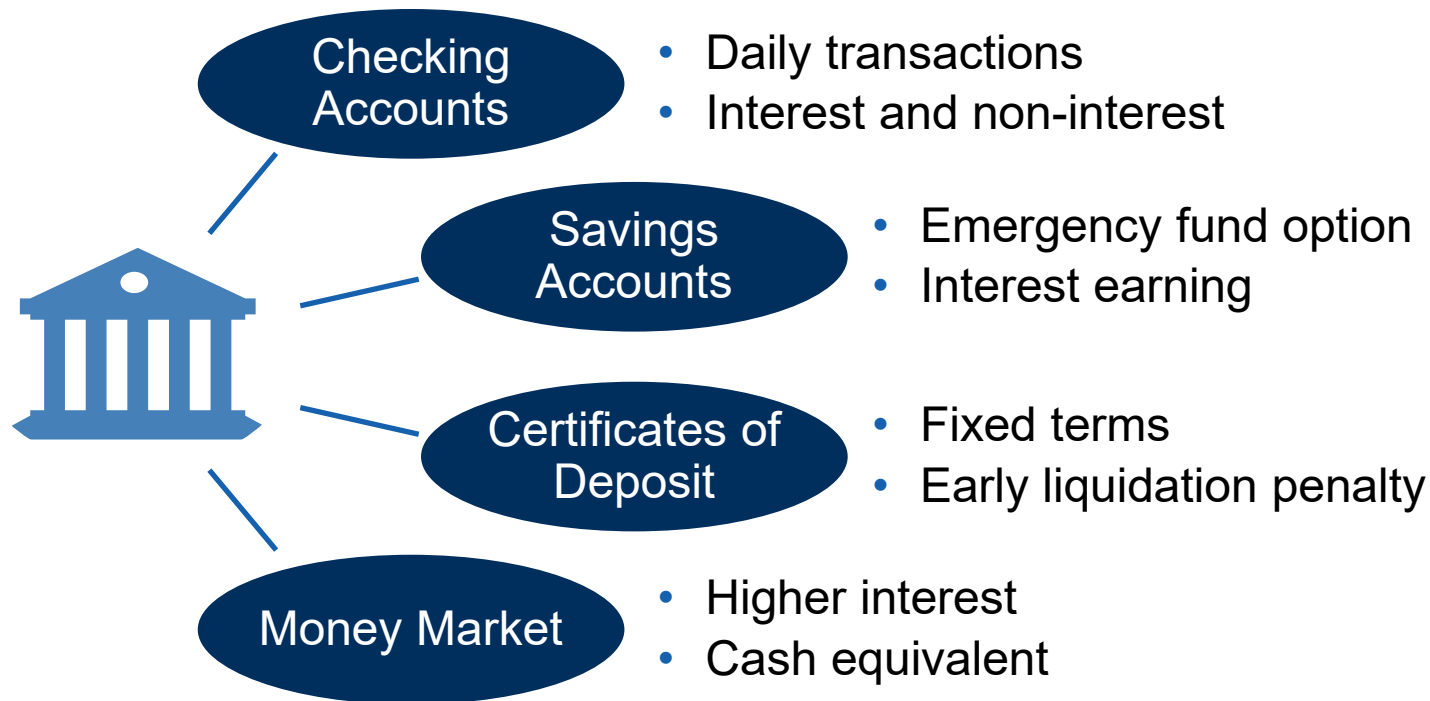 Checking
Accounts
• Daily transactions
• Interest and non-interest
Savings
Accounts
• Emergency fund option
• Interest earning
Certificates of
Deposit
• Fixed terms
• Early liquidation penalty
Money Market
• Higher interest
• Cash equivalent